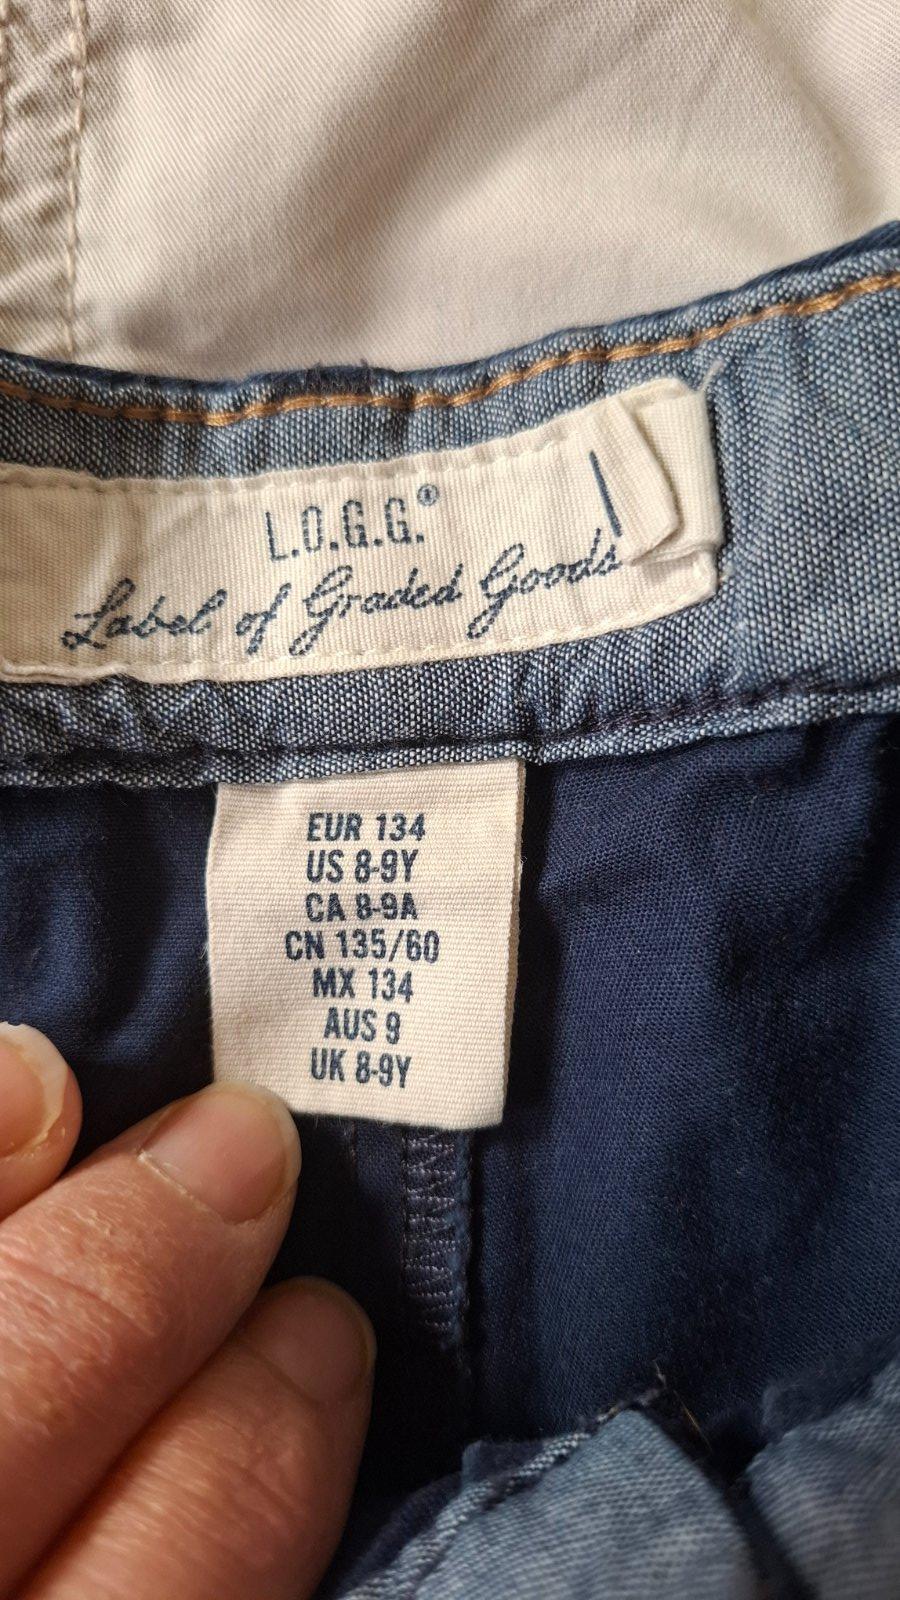 L.O.G.G.®
Label of Graded Goods
EUR 134
US 8-9Y
CA 8-9A
CN 135/60
MX 134
AUS 9
UK 8-9Y